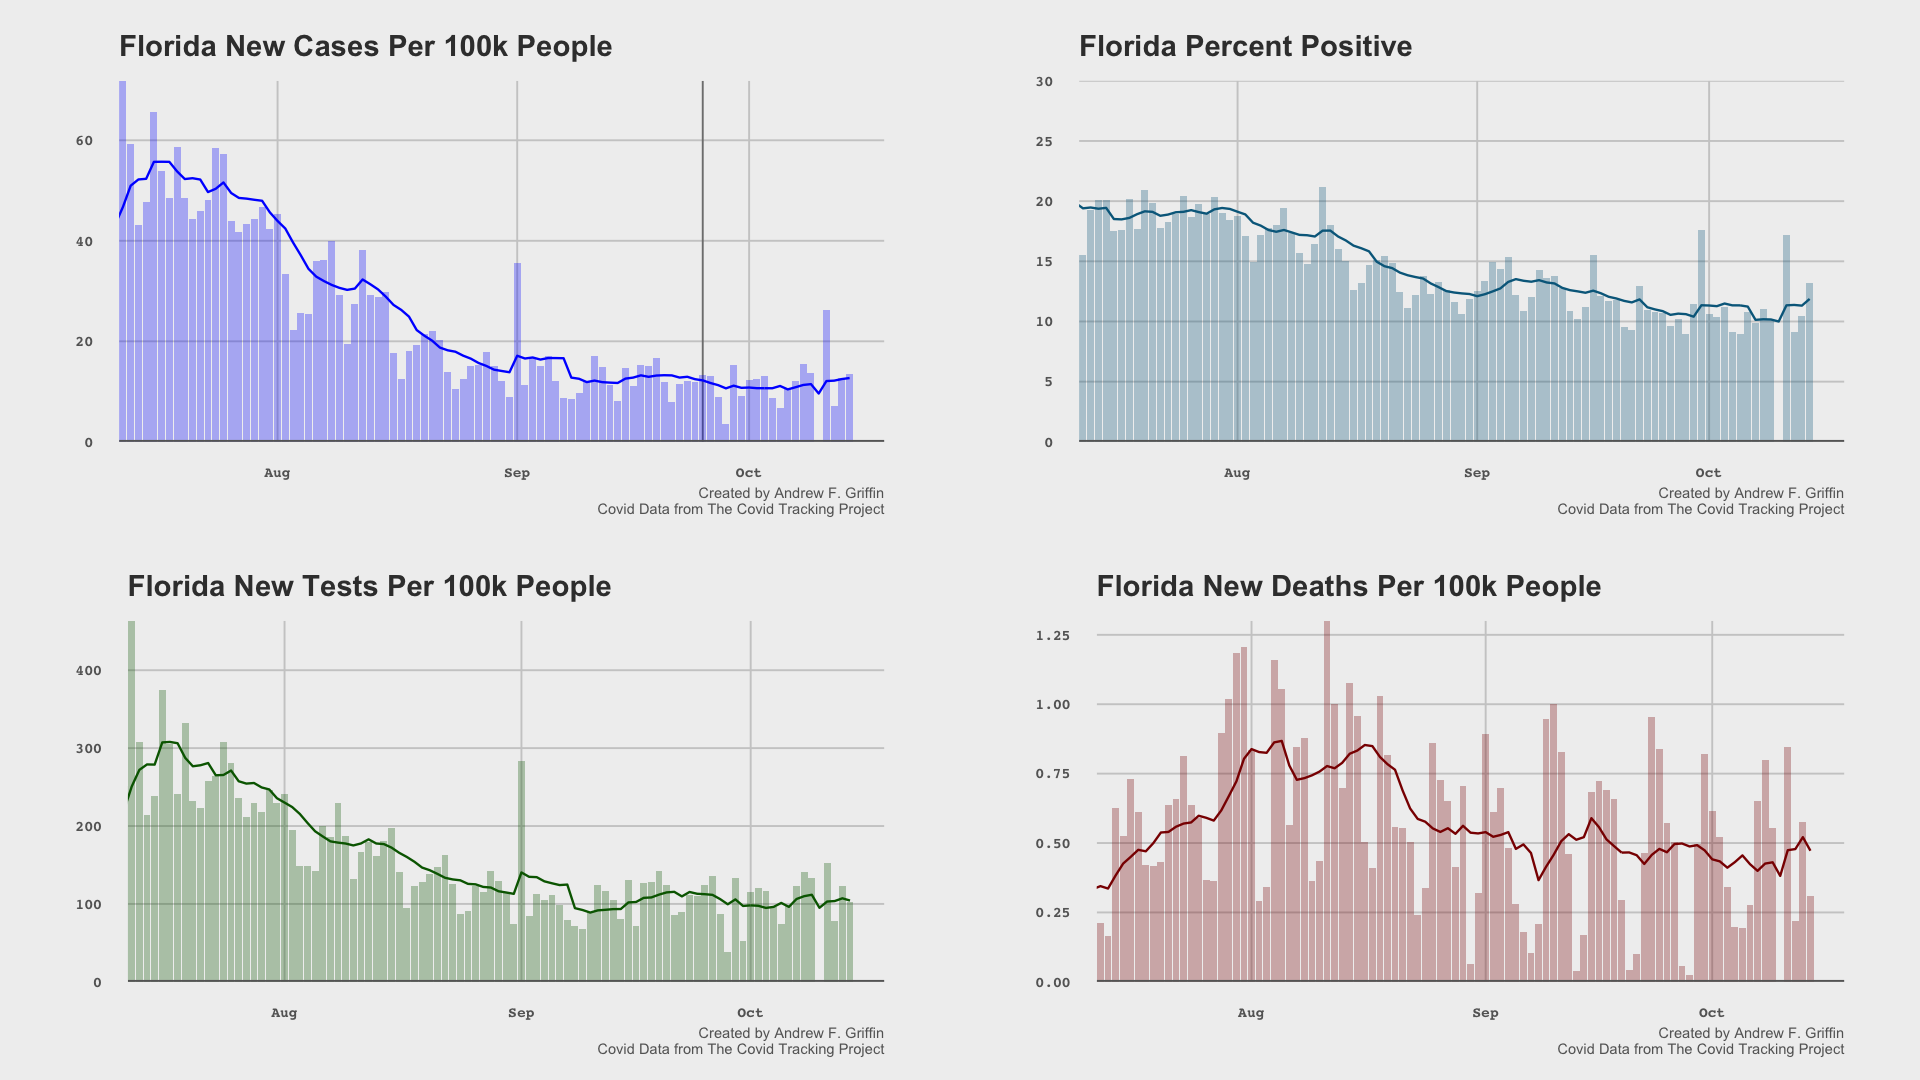 Florida New Cases Per 100k People
60
40
20
0
Aug Sep Oct
Created by Andrew F. Griffin
Covid Data from The Covid Tracking Project
Florida Percent Positive
30
25
20
15
10
5
0
Aug Sep Oct
Created by Andrew F. Griffin
Covid Data from The Covid Tracking Project
Florida New Tests Per 100k People
400
300
200
100
0
Aug Sep Oct
Created by Andrew F. Griffin
Covid Data from The Covid Tracking Project
Florida New Deaths Per 100k People
1.25
1.00
0.75
0.50
0.25
0.00
Aug Sep Oct
Created by Andrew F. Griffin
Covid Data from The Covid Tracking Project